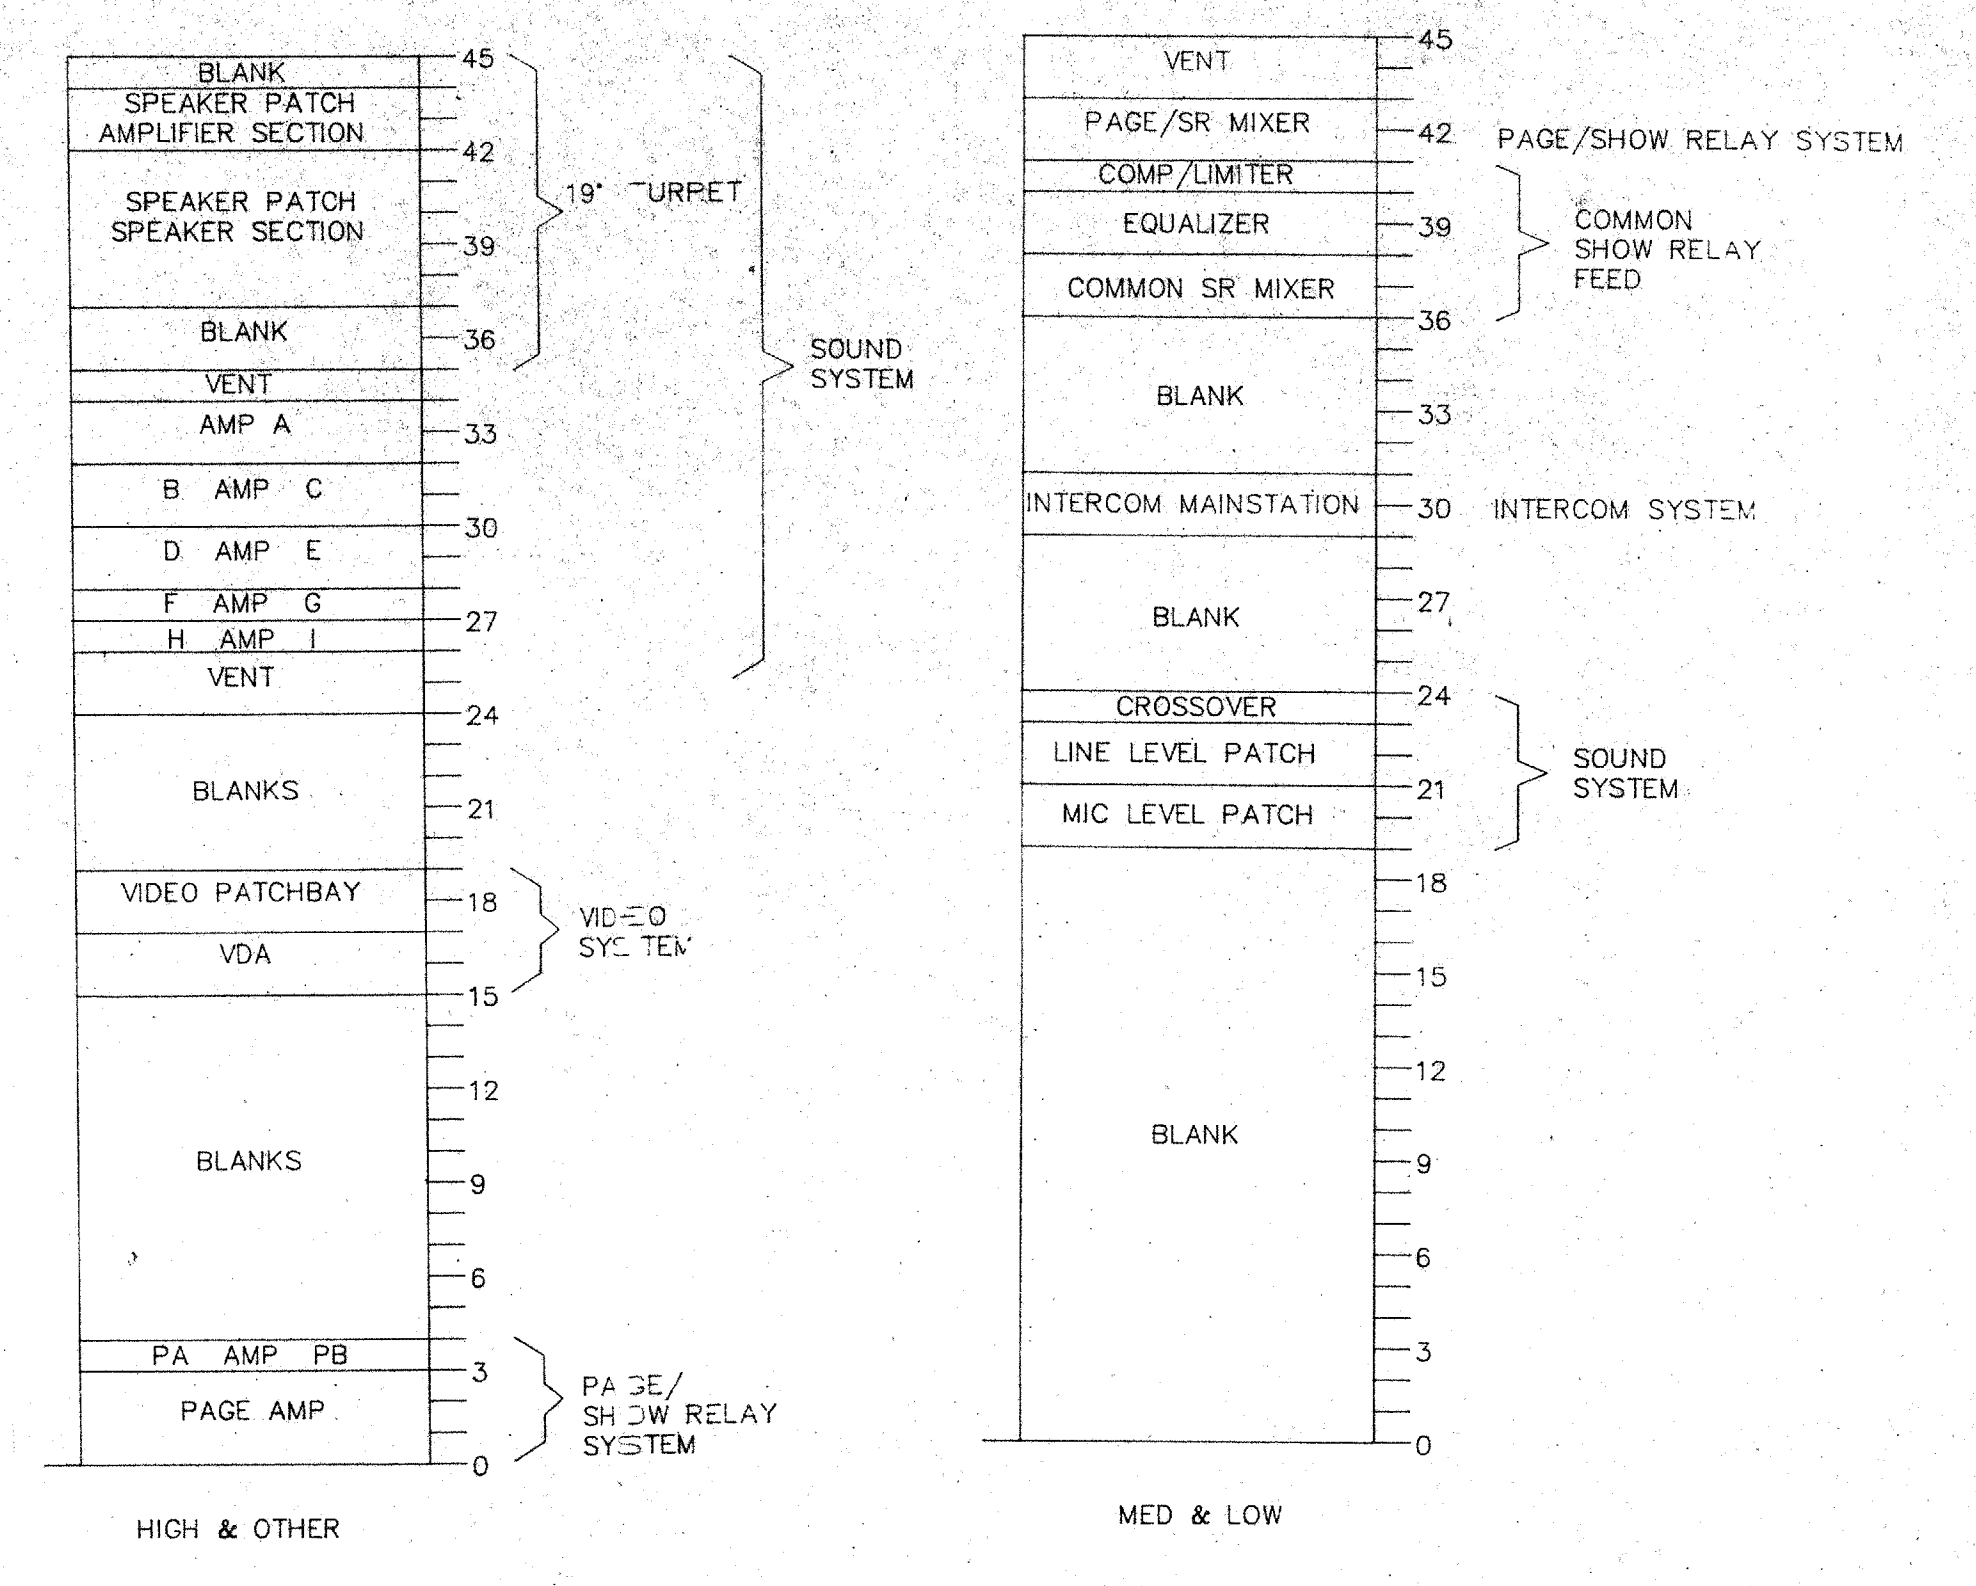 BLANK
SPEAKER PATCH
AMPLIFIER SECTION
SPEAKER PATCH
SPEAKER SECTION
BLANK
VENT
AMP A
B AMP C
D AMP E
F AMP G
H AMP I
VENT
BLANKS
VIDEO PATCHBAY
VDA
BLANKS
PA AMP PB
PAGE AMP
45
42
39
36
33
30
27
24
21
18
15
12
9
6
3
0
19"
SOUND
SYSTEM
VIDEO
SYSTEM
PAGE/
SHOW RELAY
SYSTEM
HIGH & OTHER
VENT
PAGE/SR MIXER
COMP/LIMITER
EQUALIZER
COMMON SR MIXER
BLANK
INTERCOM MAINSTATION
BLANK
CROSSOVER
LINE LEVEL PATCH
MIC LEVEL PATCH
BLANK
45
42
39
36
33
30
27
24
21
18
15
12
9
6
3
0
PAGE/SHOW RELAY SYSTEM
COMMON
SHOW RELAY
FEED
INTERCOM SYSTEM
SOUND
SYSTEM
MED & LOW